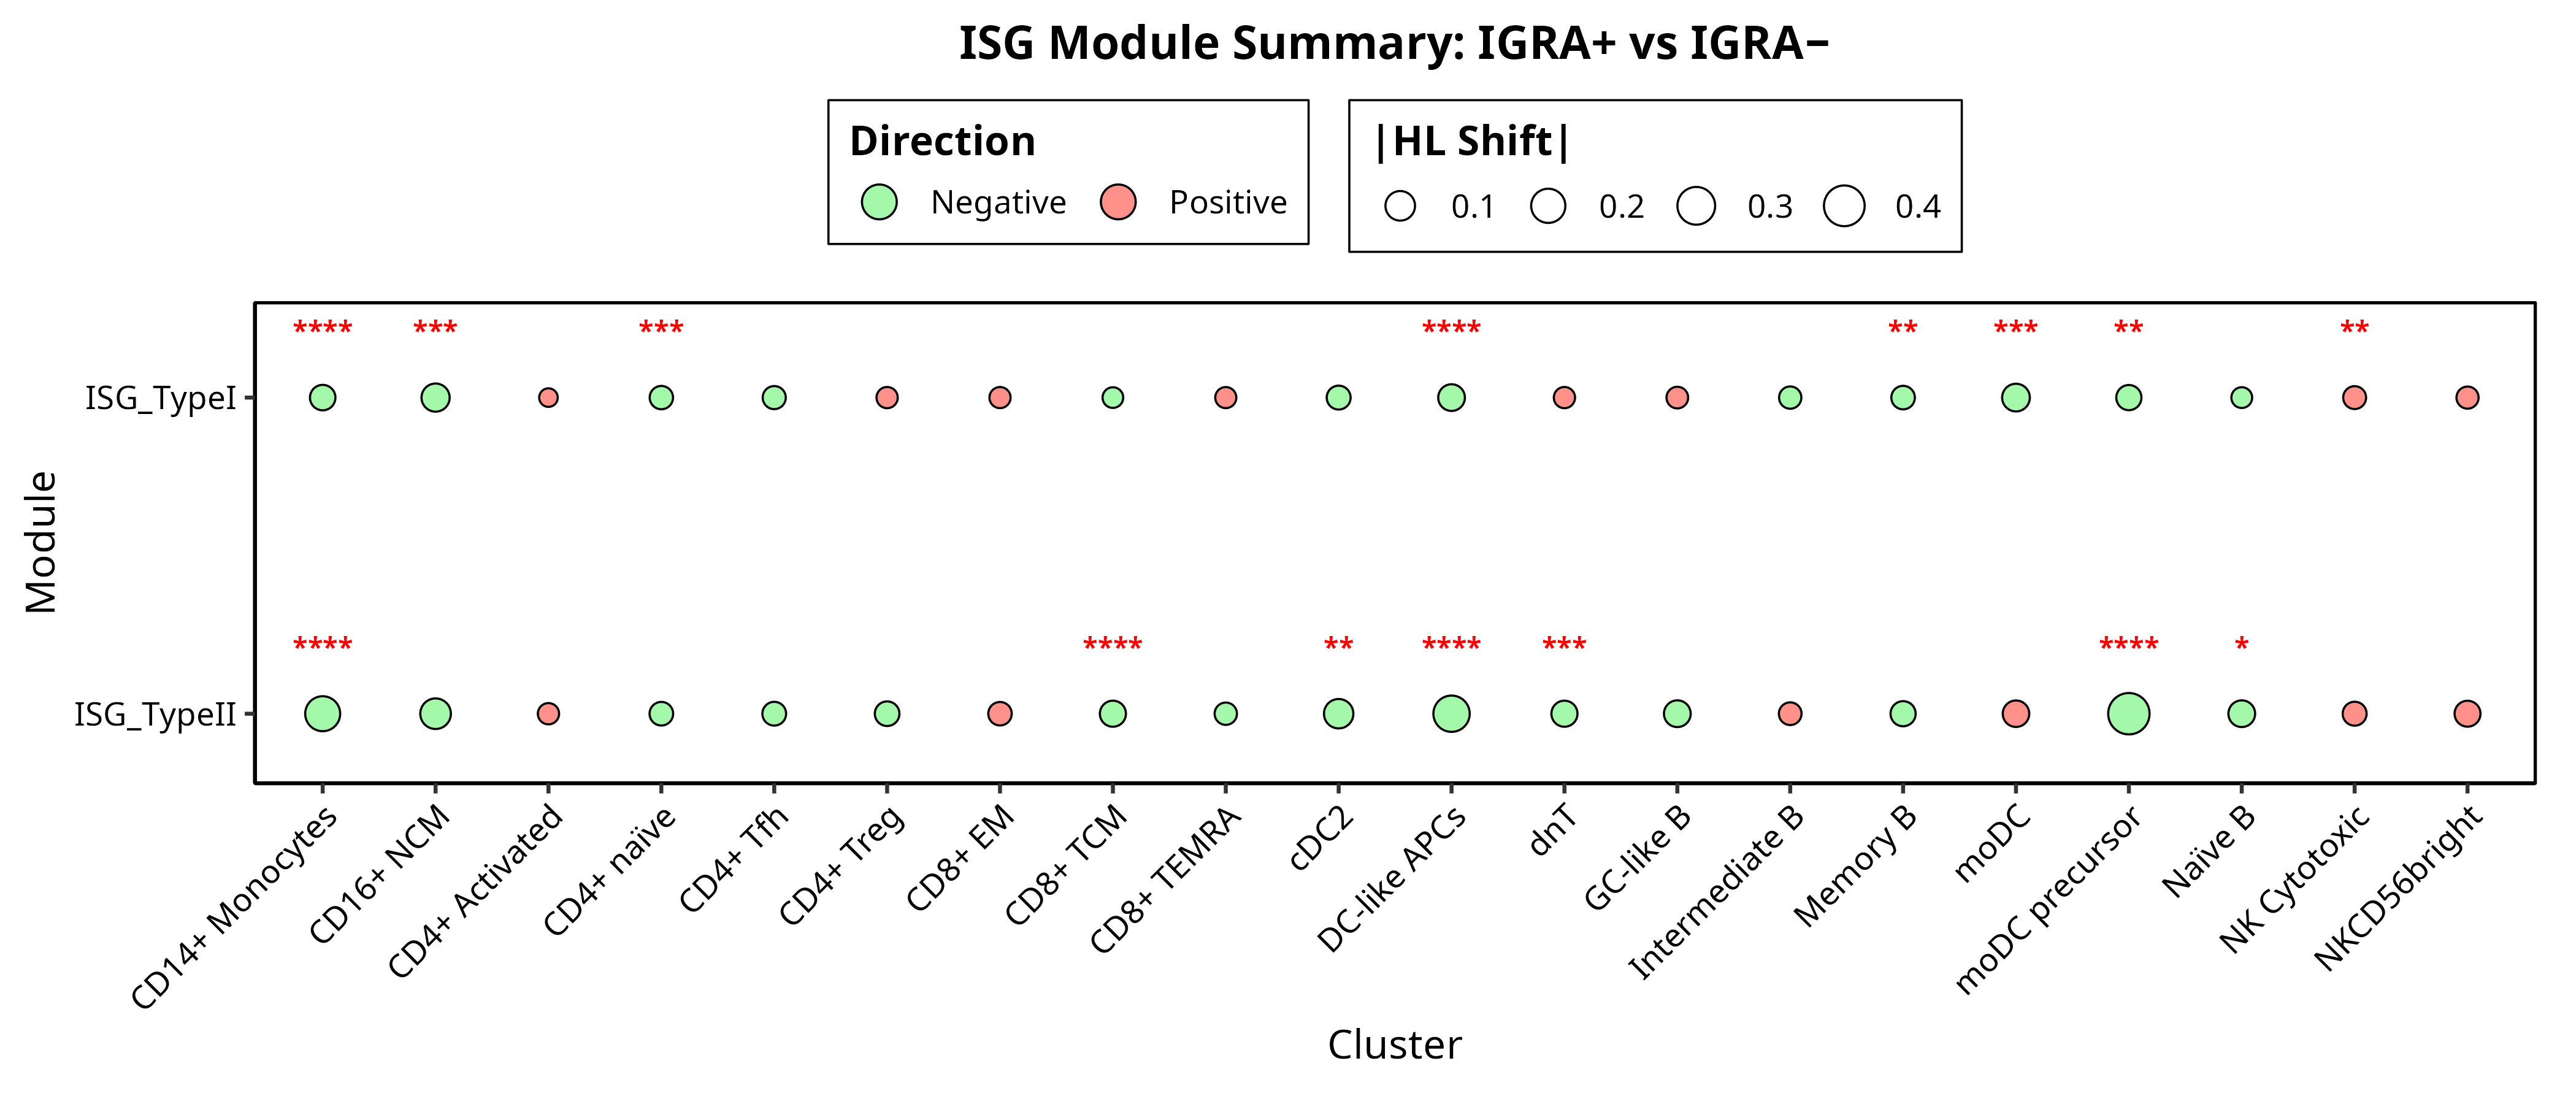 ISG Module Summary: IGRA+ vs IGRA−
Direction
Negative
Positive
|HL Shift|
0.1
0.2
0.3
0.4
**** *** *** **** ** *** ** **
ISG_TypeI
Module
**** **** ** **** *** **** *
ISG_TypeII
CD14+ Monocytes
CD16+ NCM
CD4+ Activated
CD4+ naïve
CD4+ Tfh
CD4+ Treg
CD8+ EM
CD8+ TCM
CD8+ TEMRA
cDC2
DC-like APCs
dnT
GC-like B
Intermediate B
Memory B
moDC
moDC precursor
Naïve B
NK Cytotoxic
NKCD56bright
Cluster